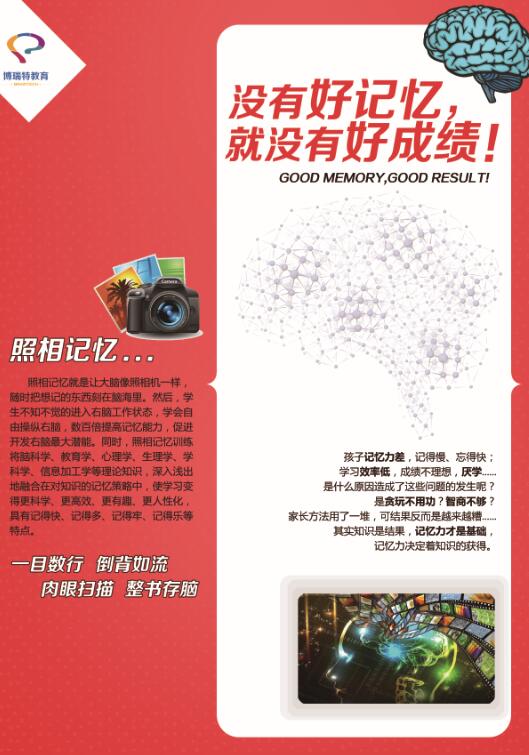 博瑞特教育
没有好记忆，
就没有好成绩！
GOOD MEMORY,GOOD RESULT!
Camera
照相记忆...
照相记忆就是让大脑像照相机一样，
随时把想记的东西刻在脑海里。然后，学
生不知不觉的进入右脑工作状态，学会自
由操纵右脑，数百倍提高记忆能力，促进
开发右脑最大潜能。同时，照相记忆训练
将脑科学、教育学、心理学、生理学、学
科学、信息加工学等理论知识，深入浅出
地融合在对知识的记忆策略中，使学习变
得更科学、更高效、更有趣、更人性化，
具有记得快、记得多、记得牢、记得乐等
特点。
一目数行 倒背如流
肉眼扫描 整书存脑
孩子记忆力差，记得慢、忘得快；
学习效率低，成绩不理想，厌学......
是什么原因造成了这些问题的发生呢？
是贪玩不用功？智商不够？
家长方法用了一堆，可结果反而是越来越糟......
其实知识是结果，记忆力才是基础，
记忆力决定着知识的获得。